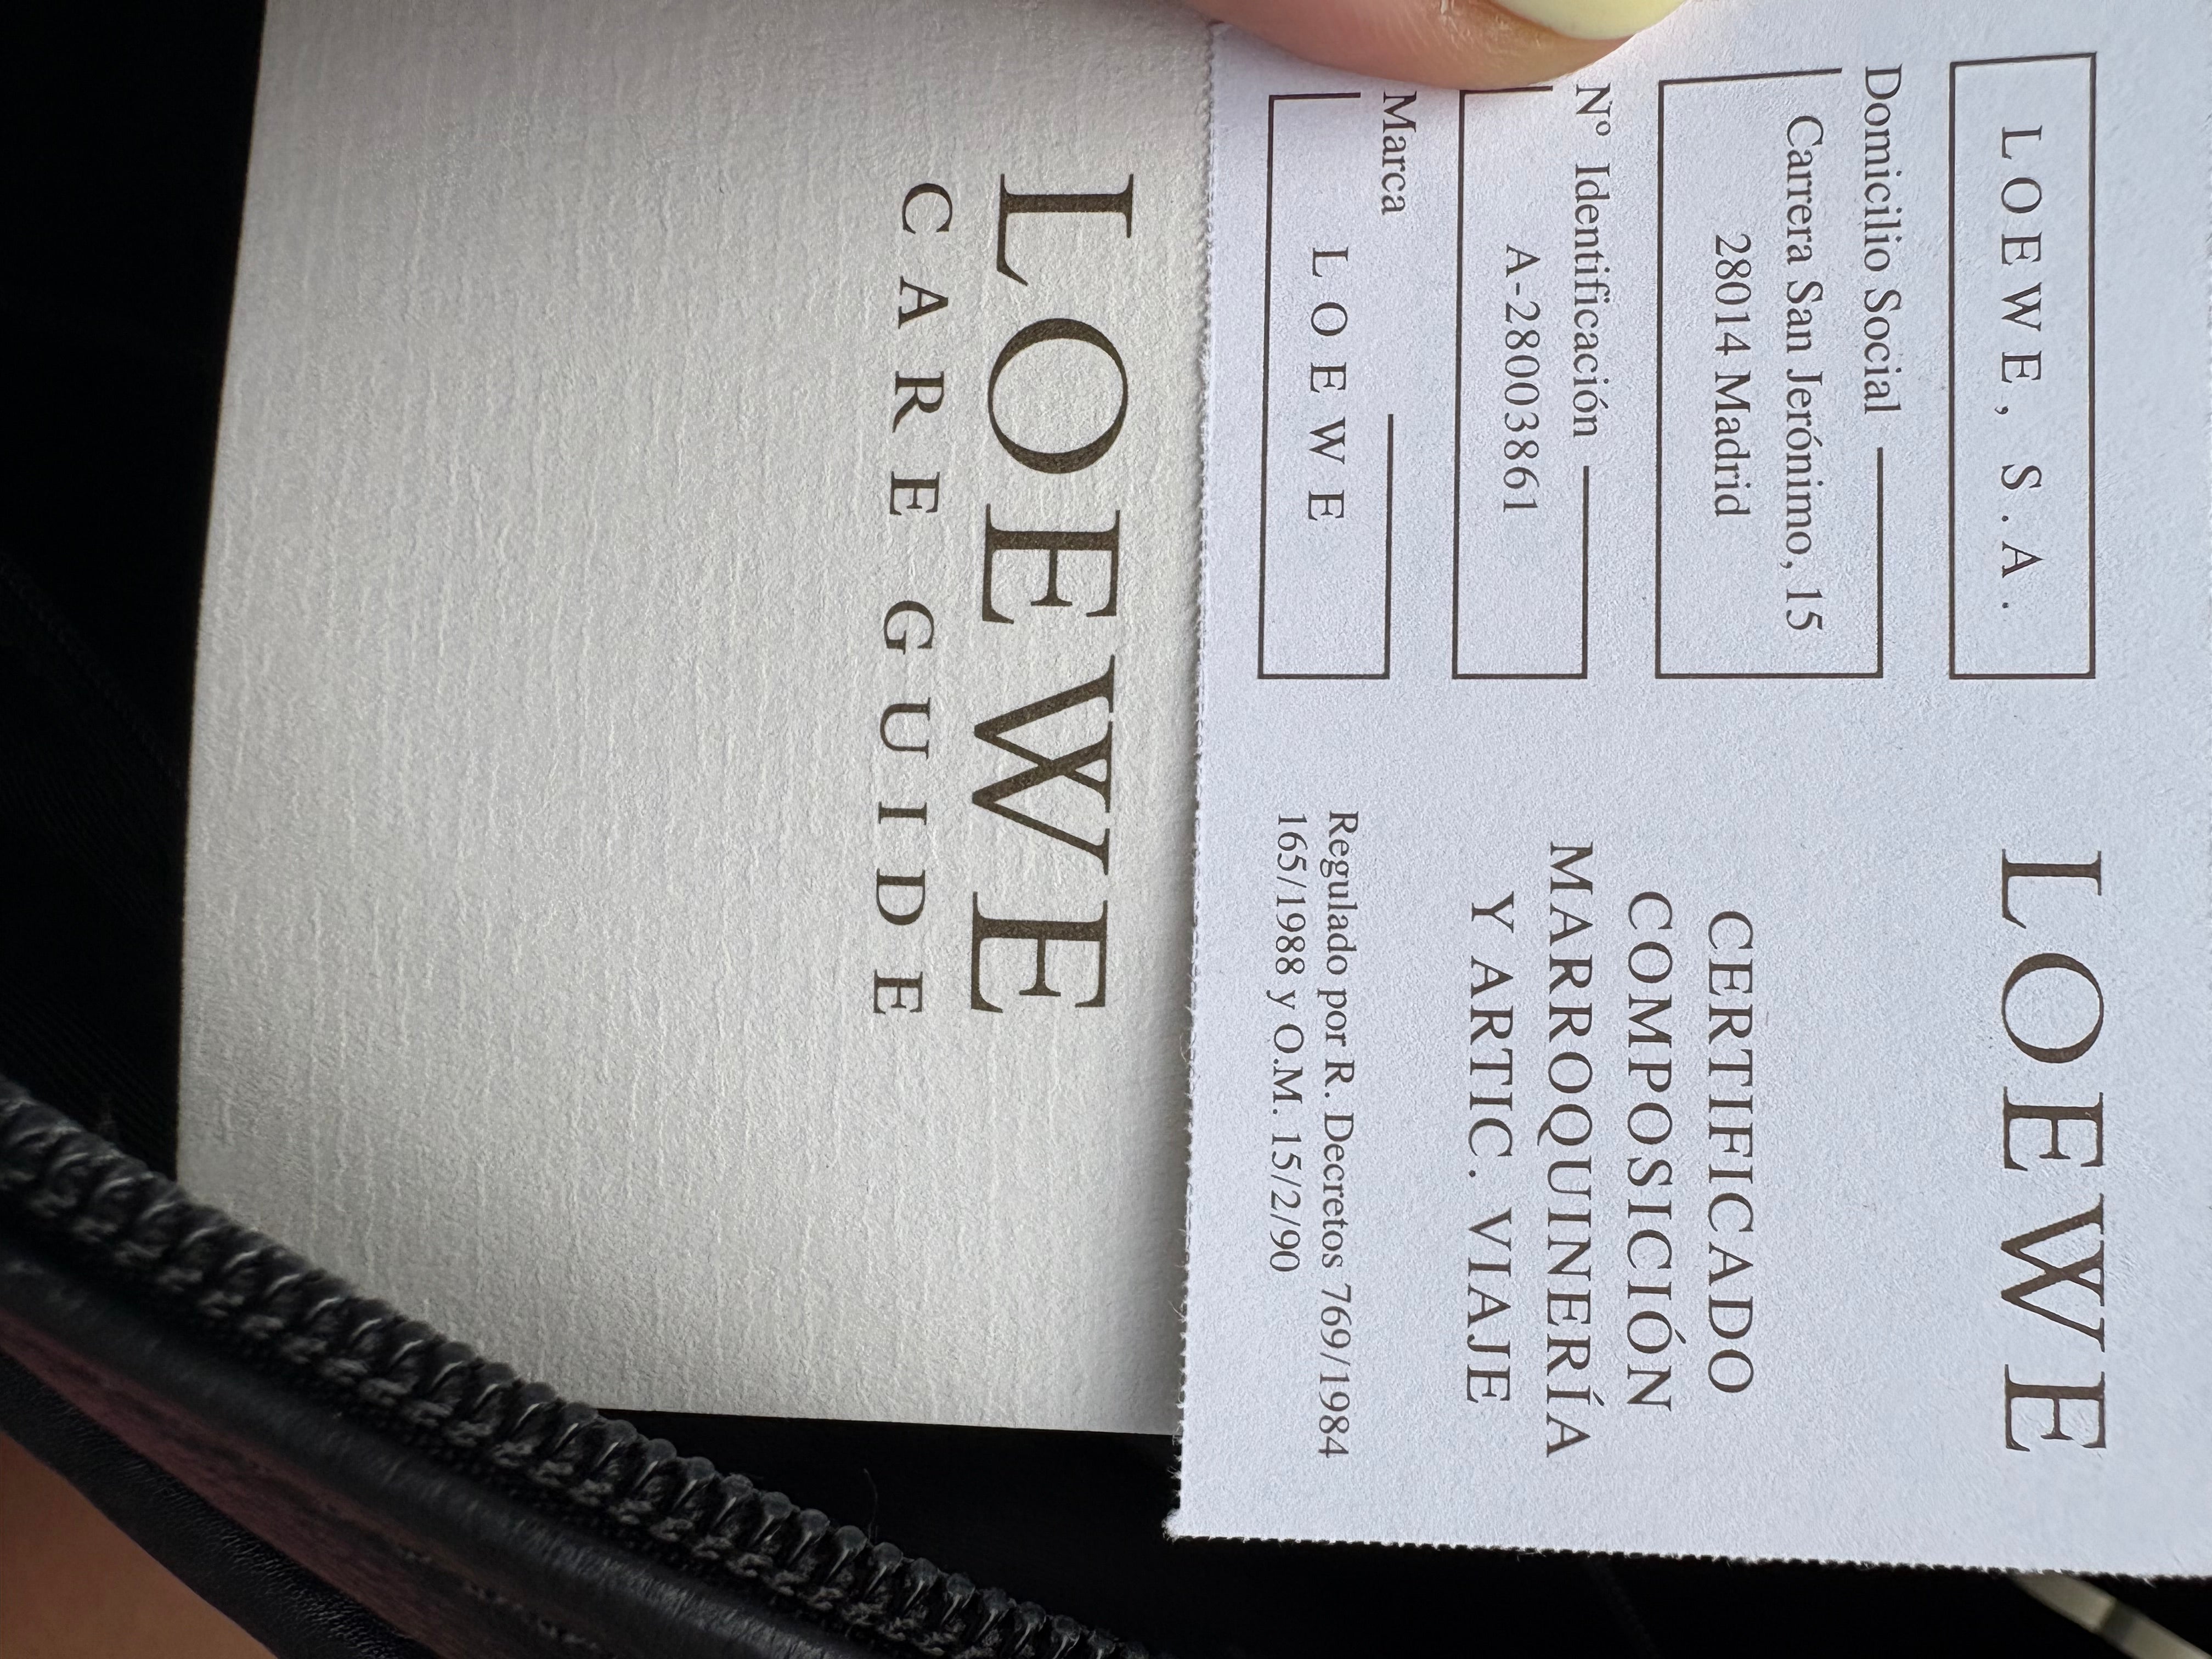 LOEWE, S.A.
Domicilio Social
Carrera San Jerónimo, 15
28014 Madrid
Nº Identificación
A-28003861
Marca
LOEWE
LOEWE
CERTIFICADO
COMPOSICIÓN
MARROQUINERÍA
Y ARTIC. VIAJE
Regulado por R. Decretos 769/1984
165/1988 y O.M. 15/2/90
LOEWE
CARE GUIDE